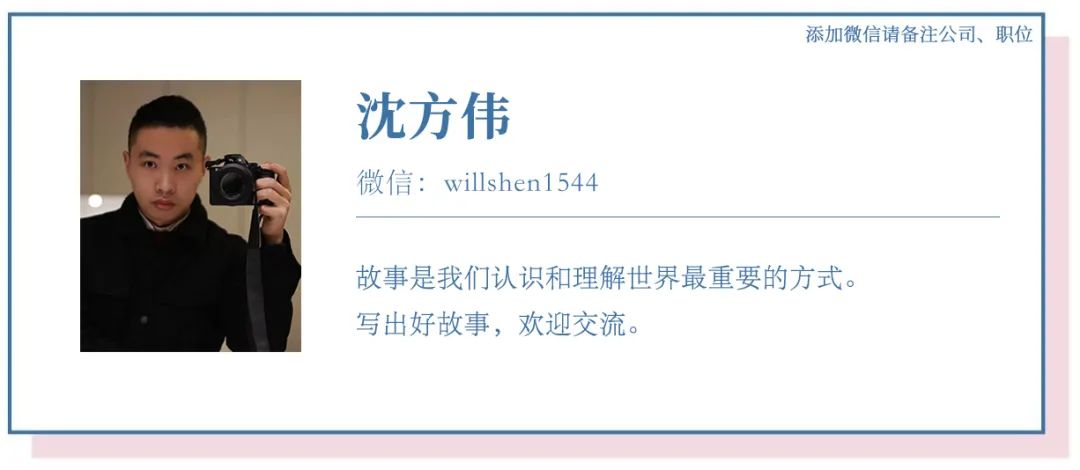 添加微信请备注公司、职位
沈方伟
微信：willshen1544
故事是我们认识和理解世界最重要的方式。
写出好故事，欢迎交流。